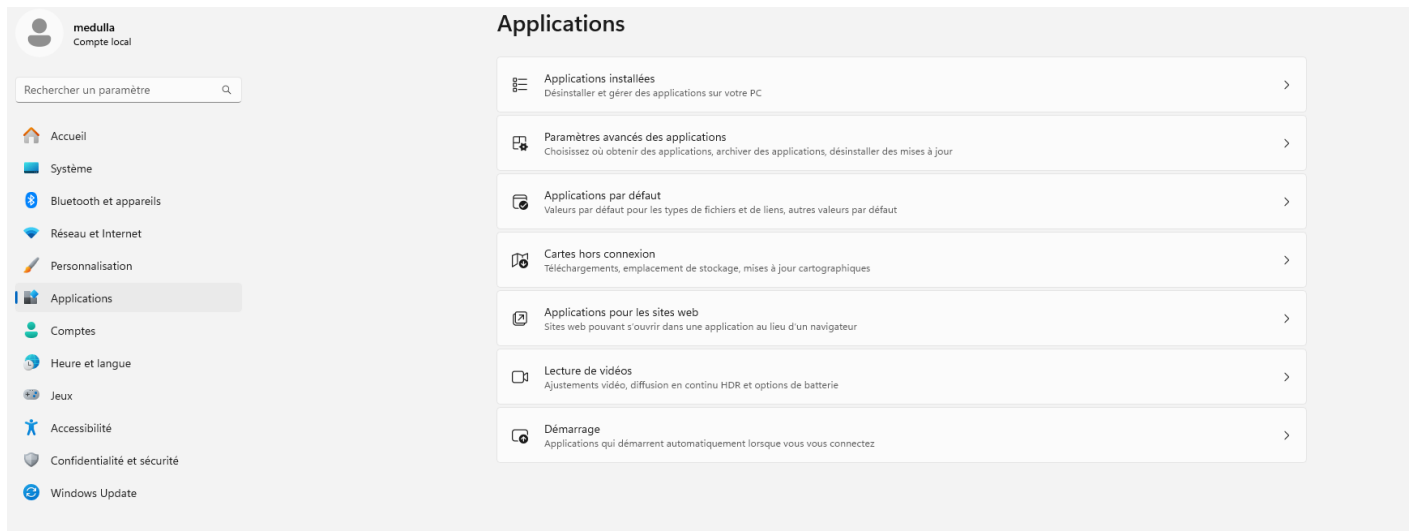 medulla
Compte local
Rechercher un paramètre
Accueil
Système
Bluetooth et appareils
Réseau et Internet
Personnalisation
Applications
Comptes
Heure et langue
Jeux
Accessibilité
Confidentialité et sécurité
Windows Update
Applications
Applications installées
Désinstaller et gérer des applications sur votre PC
Paramètres avancés des applications
Choisissez où obtenir des applications, archiver des applications, désinstaller des mises à jour
Applications par défaut
Valeurs par défaut pour les types de fichiers et de liens, autres valeurs par défaut
Cartes hors connexion
Téléchargements, emplacement de stockage, mises à jour cartographiques
Applications pour les sites web
Sites web pouvant s'ouvrir dans une application au lieu d'un navigateur
Lecture de vidéos
Ajustements vidéo, diffusion en continu HDR et options de batterie
Démarrage
Applications qui démarrent automatiquement lorsque vous vous connectez